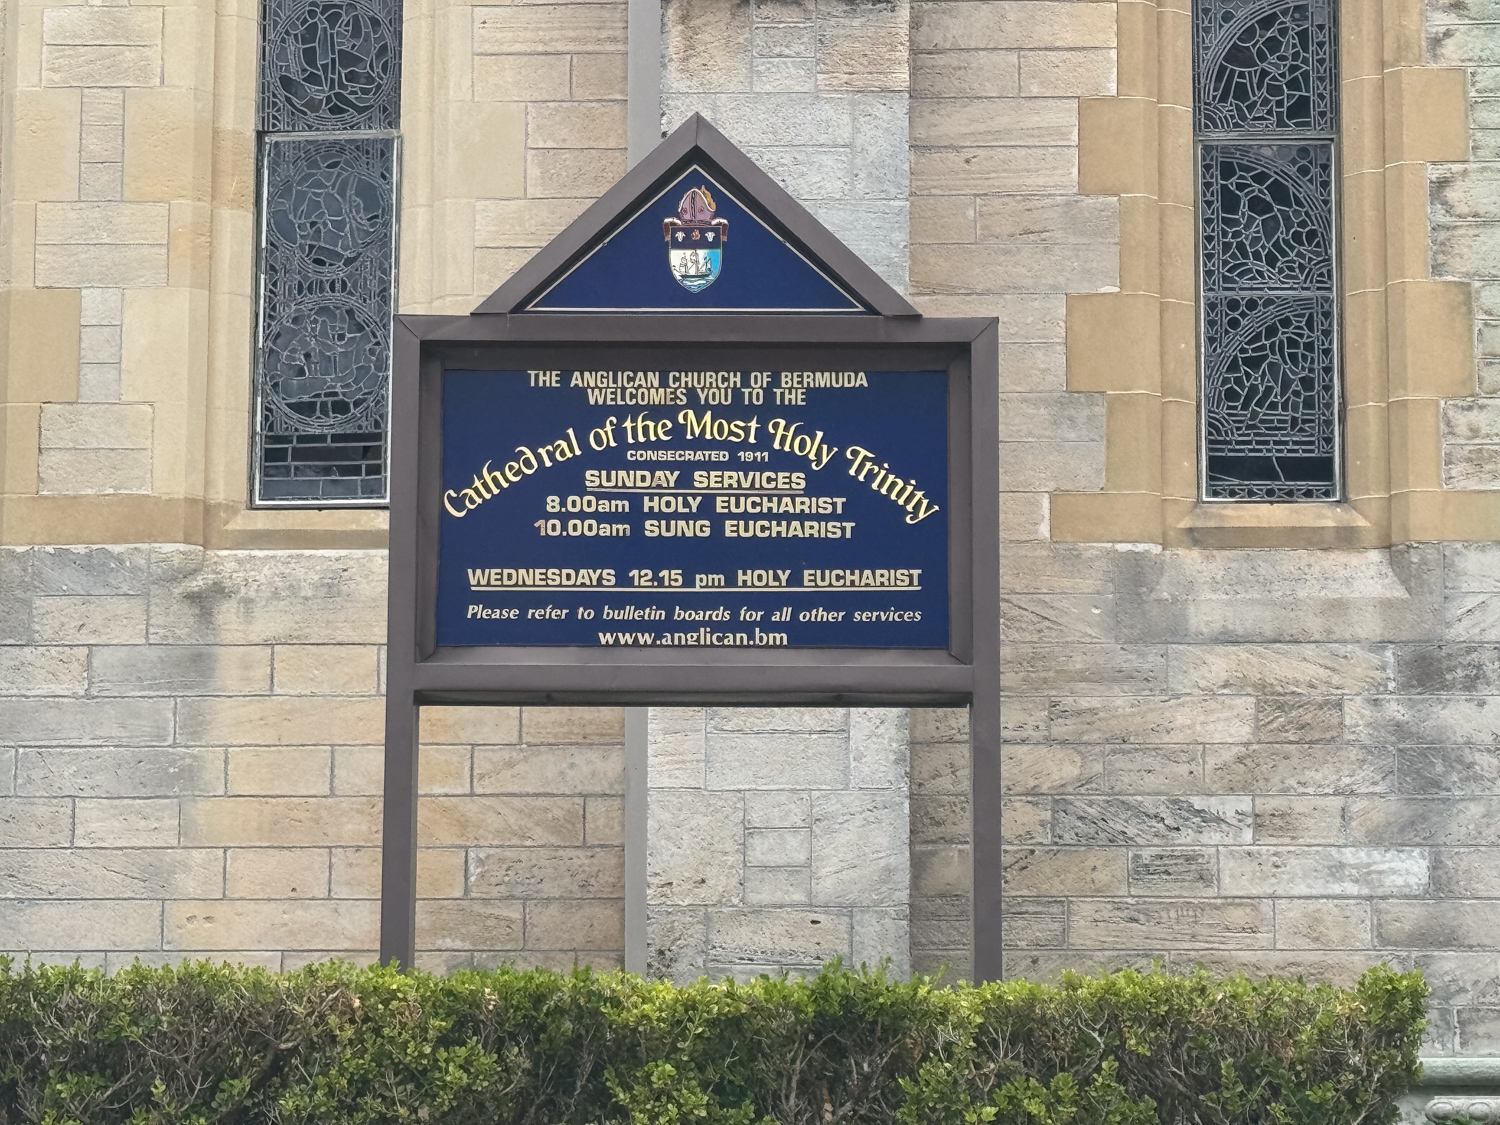 THE ANGLICAN CHURCH OF BERMUDA
WELCOMES YOU TO THE
Cathedral of the Most Holy Trinity
CONSECRATED 1911
SUNDAY SERVICES
8.00am HOLY EUCHARIST
10.00am SUNG EUCHARIST
WEDNESDAYS 12.15 pm HOLY EUCHARIST
Please refer to bulletin boards for all other services
www.anglican.bm